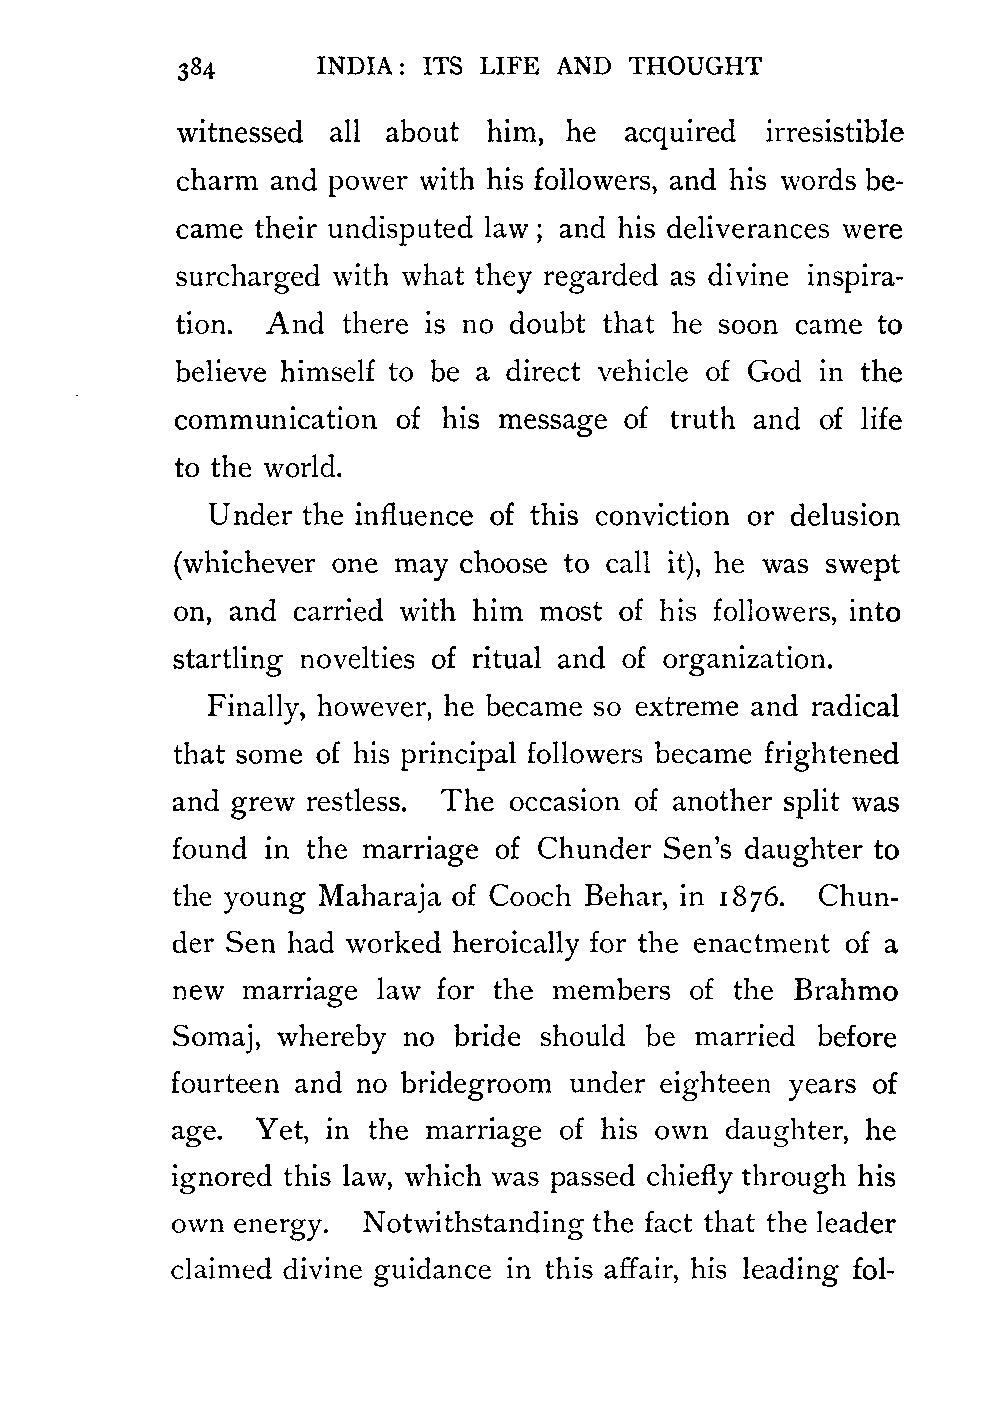 384 INDIA: ITS LIFE AND THOUGHT
witnessed all about him, he acquired irresistible
charm and power with his followers, and his words be-
came their undisputed law; and his deliverances were
surcharged with what they regarded as divine inspira-
tion. And there is no doubt that he soon came to
believe himself to be a direct vehicle of God in the
communication of his message of truth and of life
to the world.
Under the influence of this conviction or delusion
(whichever one may choose to call it), he was swept
on, and carried with him most of his followers, into
startling novelties of ritual and of organization.
Finally, however, he became so extreme and radical
that some of his principal followers became frightened
and grew restless. The occasion of another split was
found in the marriage of Chunder Sen's daughter to
the young Maharaja of Cooch Behar, in 1876. Chun-
der Sen had worked heroically for the enactment of a
new marriage law for the members of the Brahmo
Somaj, whereby no bride should be married before
fourteen and no bridegroom under eighteen years of
age. Yet, in the marriage of his own daughter, he
ignored this law, which was passed chiefly through his
own energy. Notwithstanding the fact that the leader
claimed divine guidance in this affair, his leading fol-